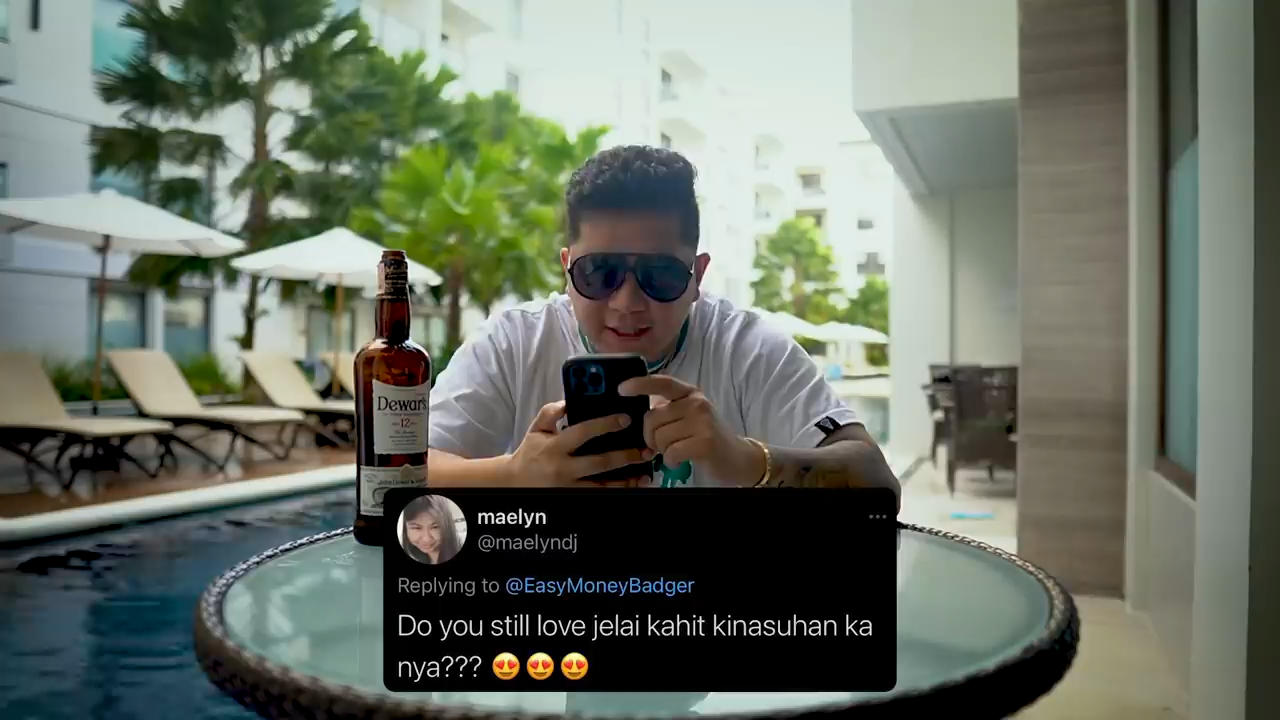 Dewar's
12
maelyn
@maelyndj
Replying to @EasyMoneyBadger
Do you still love jelai kahit kinasuhan ka
nya??? 😍😍😍